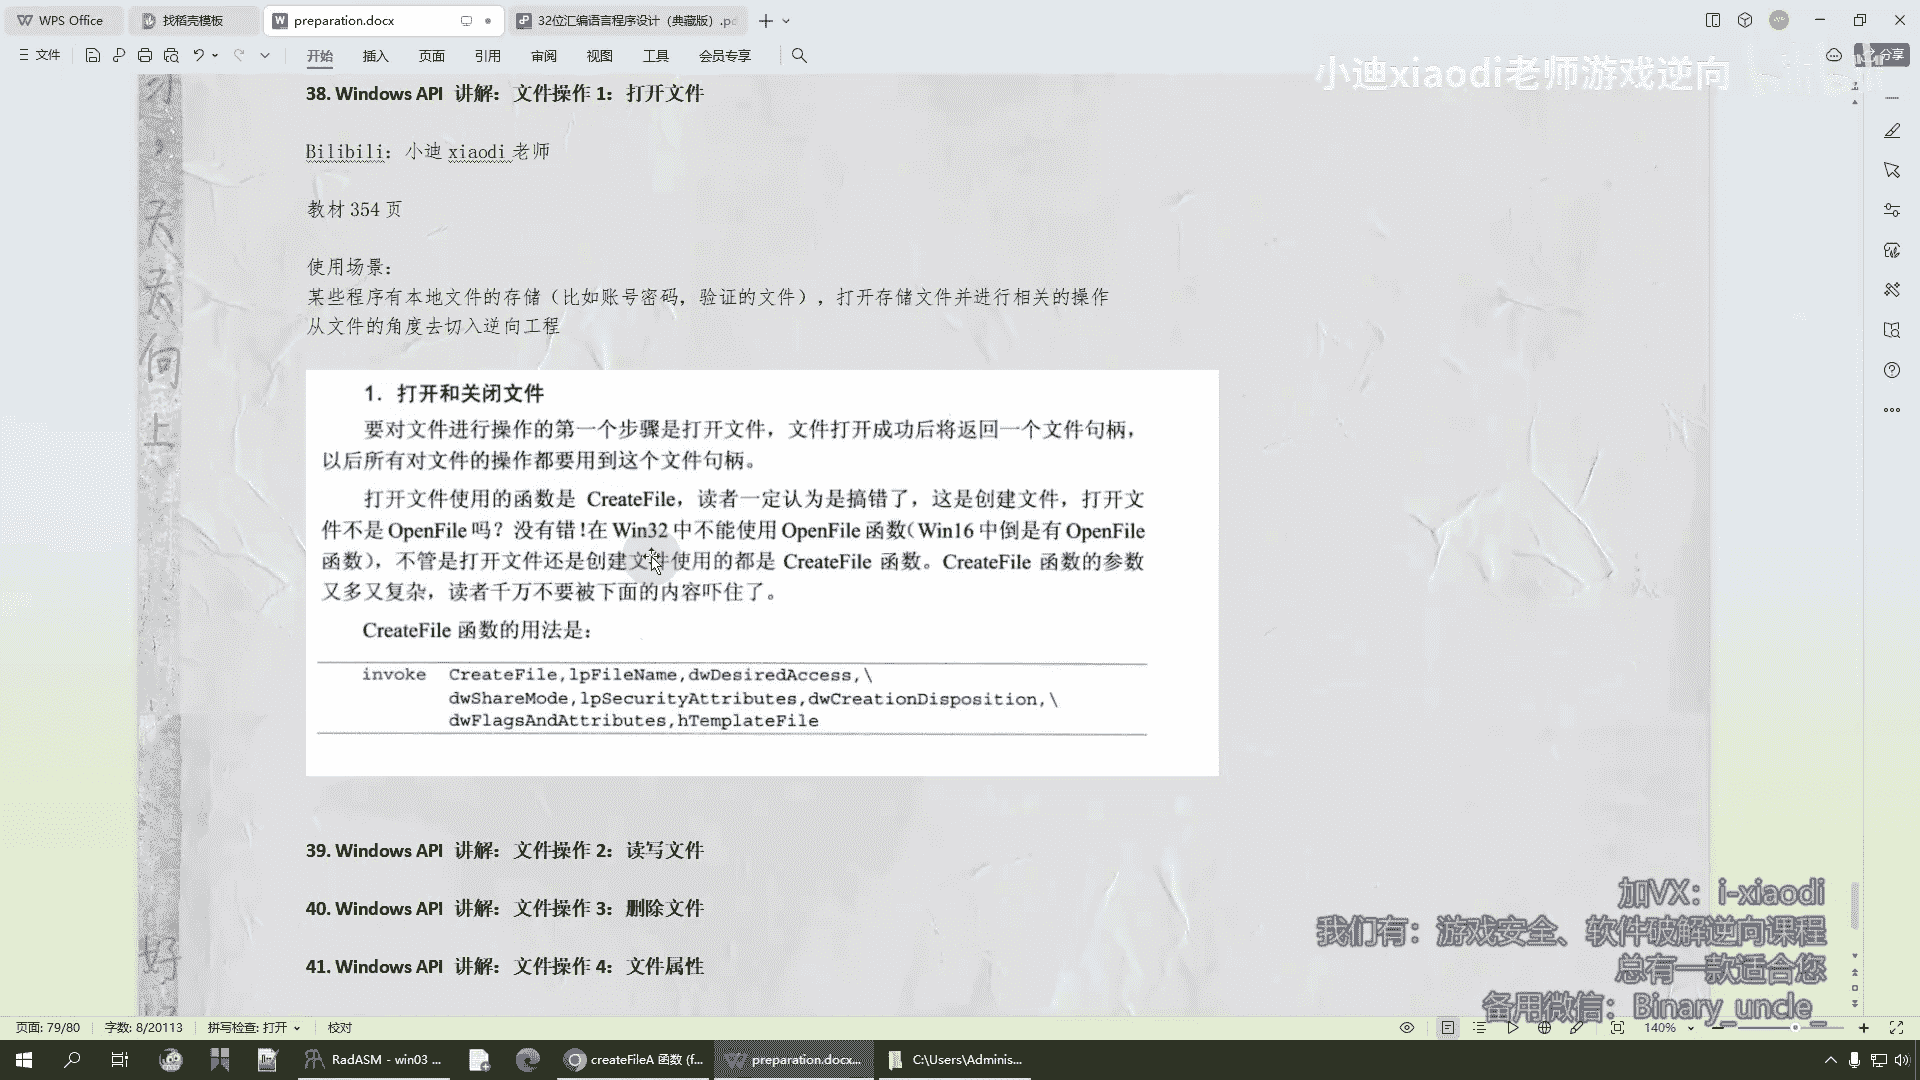 WPS Office
找稻壳模板
preparation.docx
32位汇编语言程序设计（典藏版）.pd
文件
开始
插入
页面
引用
审阅
视图
工具
会员专享
分享
小迪xiaodi老师游戏逆向
38. Windows API 讲解：文件操作 1：打开文件
Bilibili：小迪 xiaodi 老师
教材 354 页
使用场景：
某些程序有本地文件的存储（比如账号密码，验证的文件），打开存储文件并进行相关的操作
从文件的角度去切入逆向工程
1．打开和关闭文件
要对文件进行操作的第一个步骤是打开文件，文件打开成功后将返回一个文件句柄，
以后所有对文件的操作都要用到这个文件句柄。
打开文件使用的函数是 CreateFile，读者一定认为是搞错了，这是创建文件，打开文
件不是 OpenFile 吗？没有错！在 Win32 中不能使用 OpenFile 函数（Win16 中倒是有 OpenFile
函数），不管是打开文件还是创建文件使用的都是 CreateFile 函数。CreateFile 函数的参数
又多又复杂，读者千万不要被下面的内容吓住了。
CreateFile 函数的用法是：
invoke CreateFile,lpFileName,dwDesiredAccess,\
dwShareMode,lpSecurityAttributes,dwCreationDisposition,\
dwFlagsAndAttributes,hTemplateFile
39. Windows API 讲解：文件操作 2：读写文件
40. Windows API 讲解：文件操作 3：删除文件
41. Windows API 讲解：文件操作 4：文件属性
天天向上
好
加VX：i-xiaodi
我们有：游戏安全、软件破解逆向课程
总有一款适合您
备用微信：Binary_uncle_
页面: 79/80
字数: 8/20113
拼写检查: 打开
校对
140%
RadASM - win03 ...
createFileA 函数 (f...
preparation.docx...
C:\Users\Adminis...